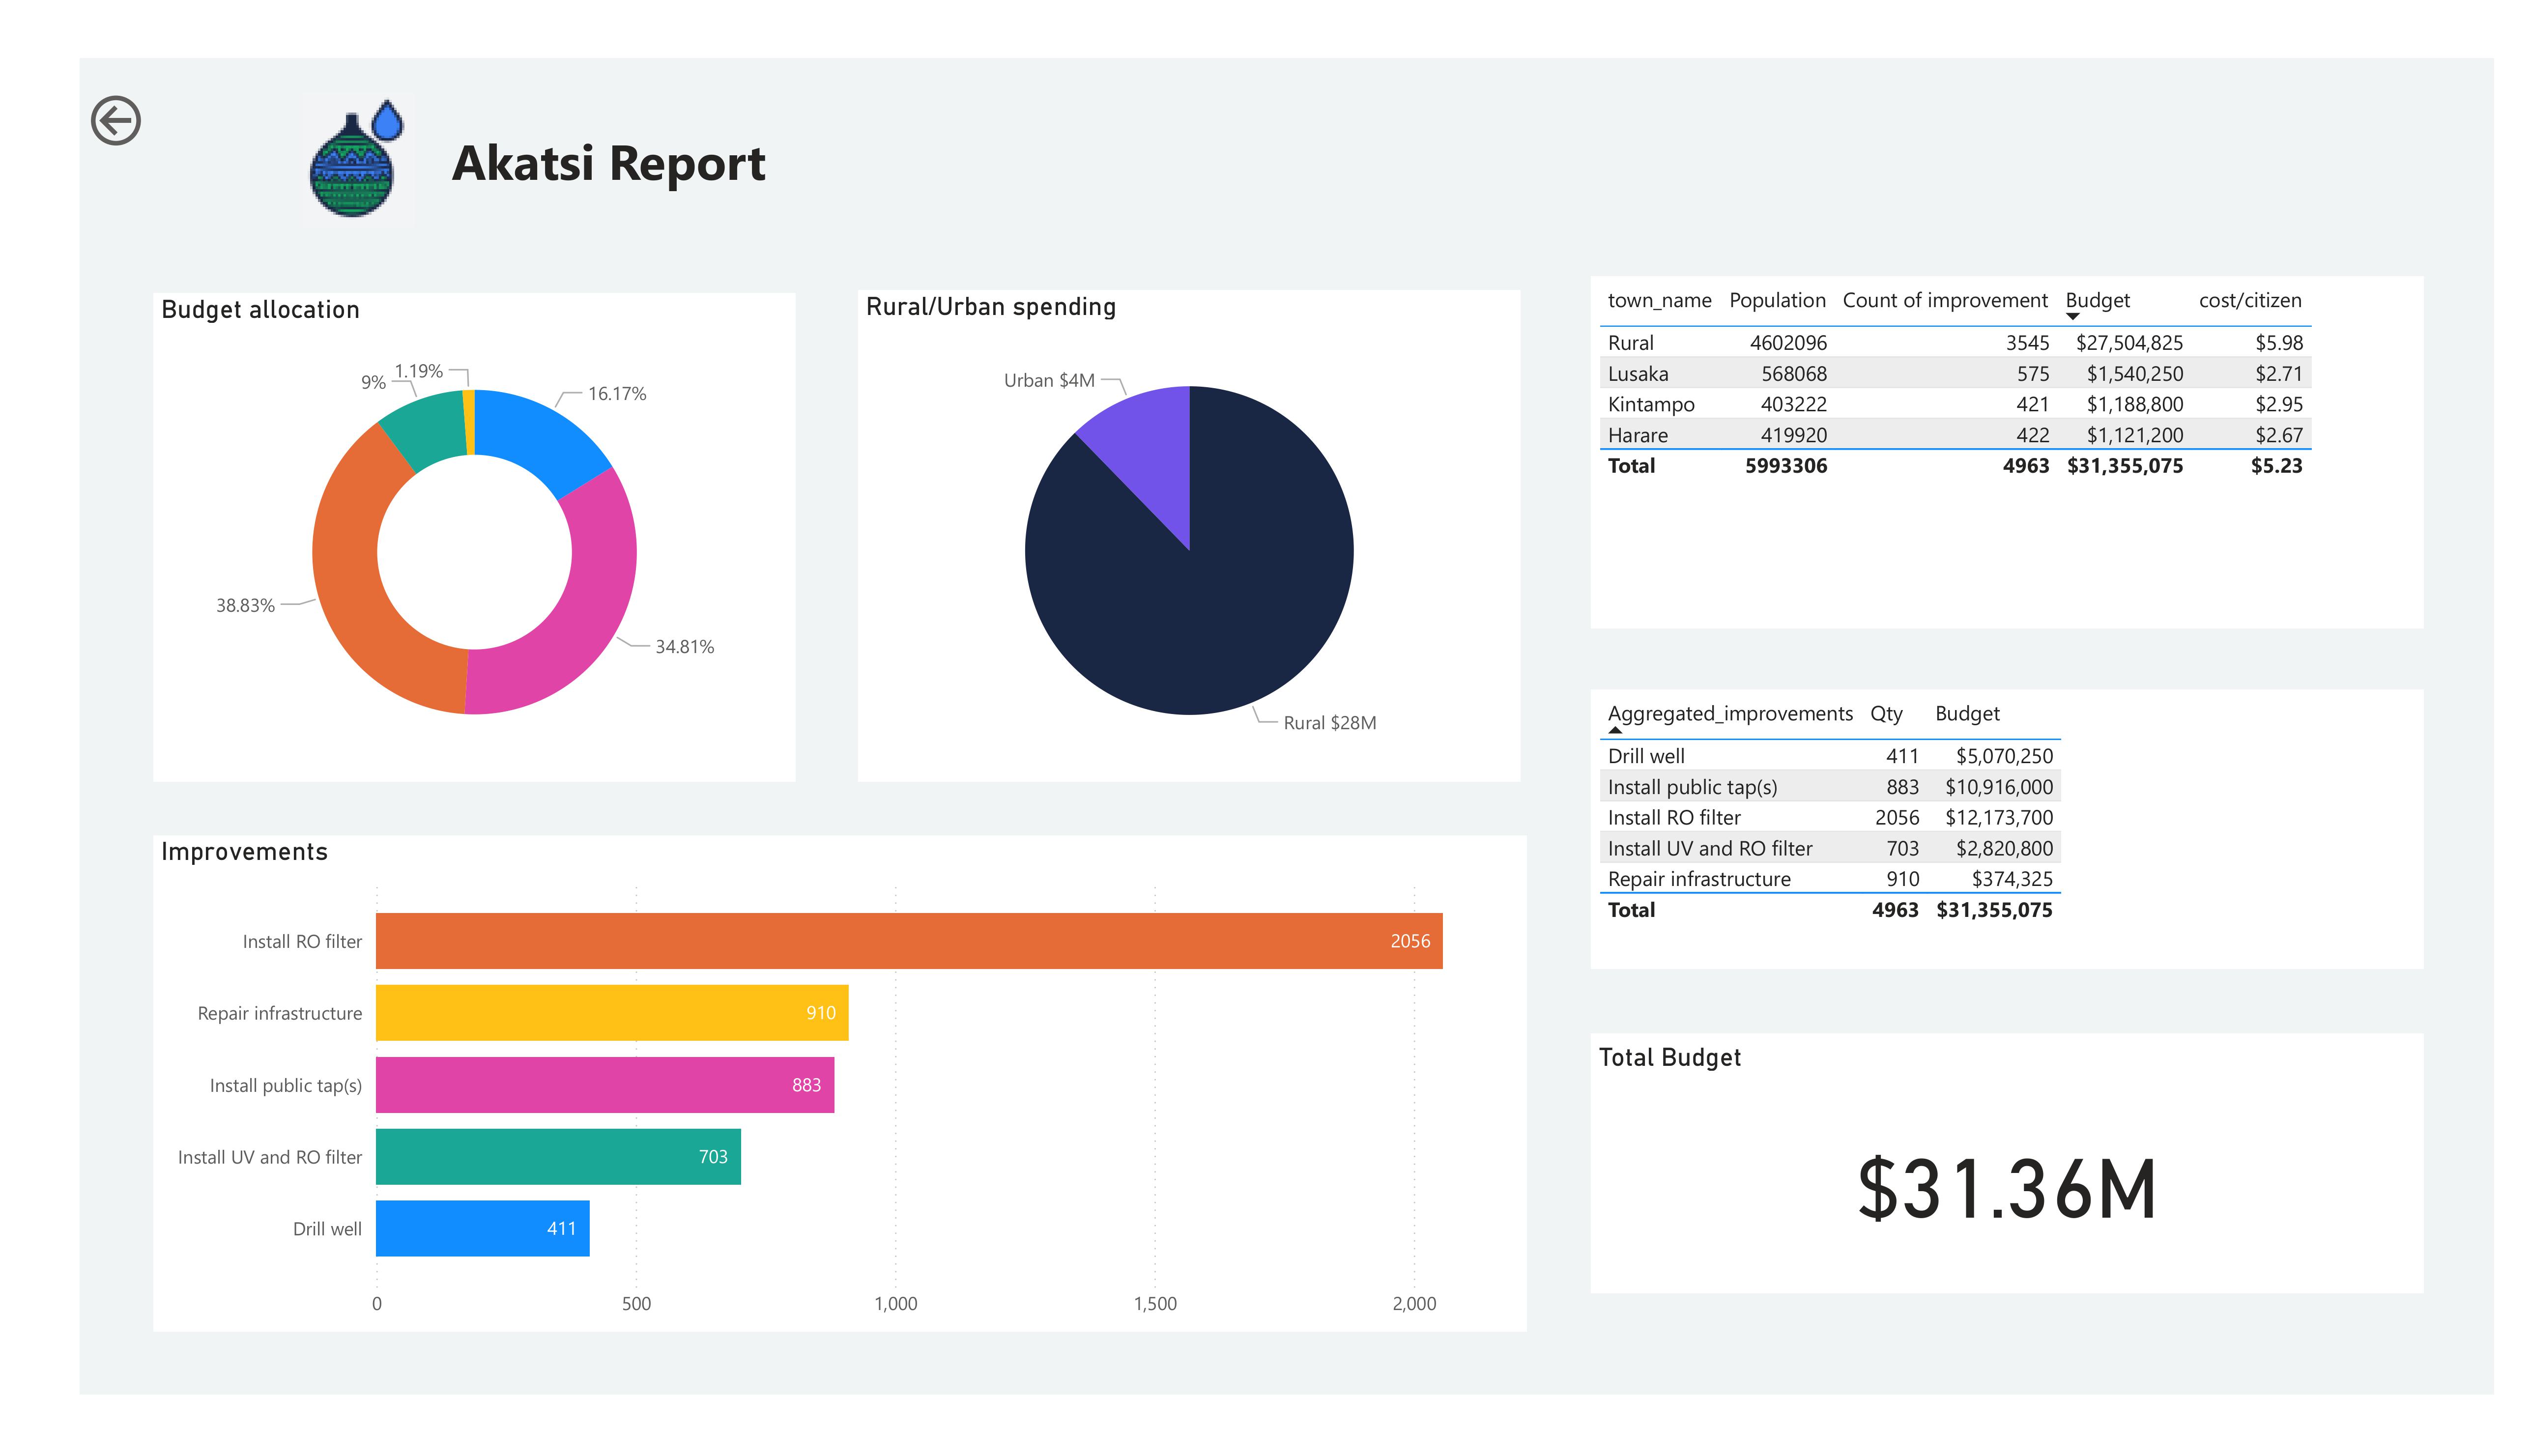 Akatsi Report
Budget allocation
1.19%
9%
16.17%
38.83%
34.81%
Rural/Urban spending
Urban $4M
Rural $28M
town_name Population Count of improvement Budget cost/citizen
Rural 4602096 3545 $27,504,825 $5.98
Lusaka 568068 575 $1,540,250 $2.71
Kintampo 403222 421 $1,188,800 $2.95
Harare 419920 422 $1,121,200 $2.67
Total 5993306 4963 $31,355,075 $5.23
Aggregated_improvements Qty Budget
Drill well 411 $5,070,250
Install public tap(s) 883 $10,916,000
Install RO filter 2056 $12,173,700
Install UV and RO filter 703 $2,820,800
Repair infrastructure 910 $374,325
Total 4963 $31,355,075
Improvements
Install RO filter 2056
Repair infrastructure 910
Install public tap(s) 883
Install UV and RO filter 703
Drill well 411
0 500 1,000 1,500 2,000
Total Budget
$31.36M